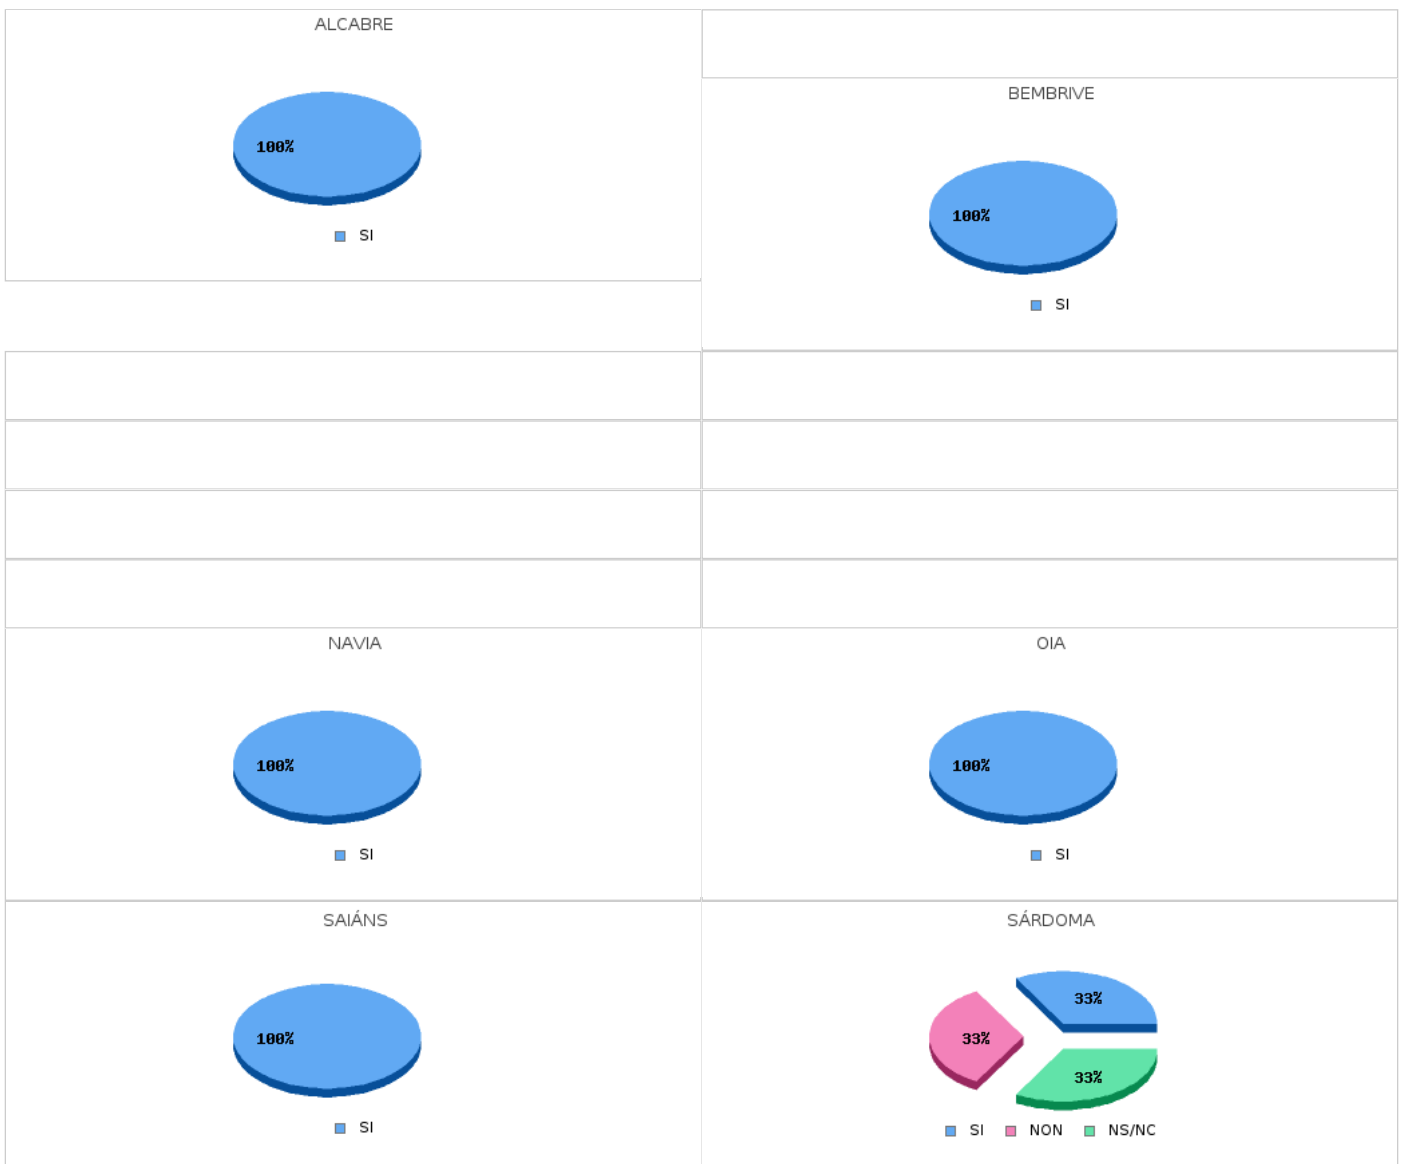 ALCABRE
100%
SI
BEMBRIVE
100%
SI
NAVIA
100%
SI
OIA
100%
SI
SAIÁNS
100%
SI
SÁRDOMA
33%
33%
33%
SI NON NS/NC